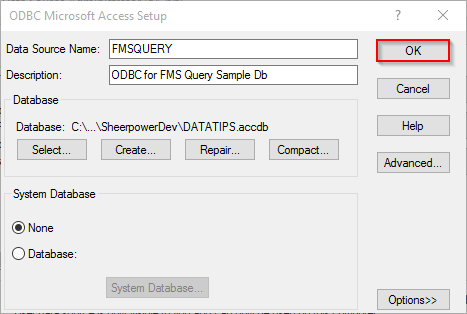 ODBC Microsoft Access Setup
Data Source Name: FMSQUERY
OK
Description: ODBC for FMS Query Sample Db
Cancel
Database
Database: C:\...\SheerpowerDev\DATATIPS.accdb
Help
Select... Create... Repair... Compact...
Advanced...
System Database
None
Database:
System Database...
Options>>